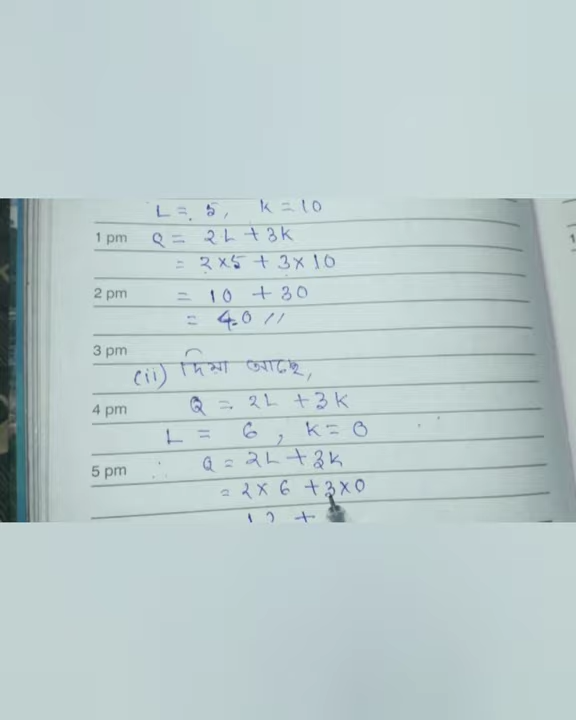 L = 5, K = 10
1 pm Q = 2L + 3K
= 2×5 + 3×10
2 pm = 10 + 30
= 40 //
3 pm
(ii) দিয়া আছে,
4 pm Q = 2L + 3K
L = 6, K = 0
5 pm ∴ Q = 2L + 3K
= 2×6 + 3×0
12 +